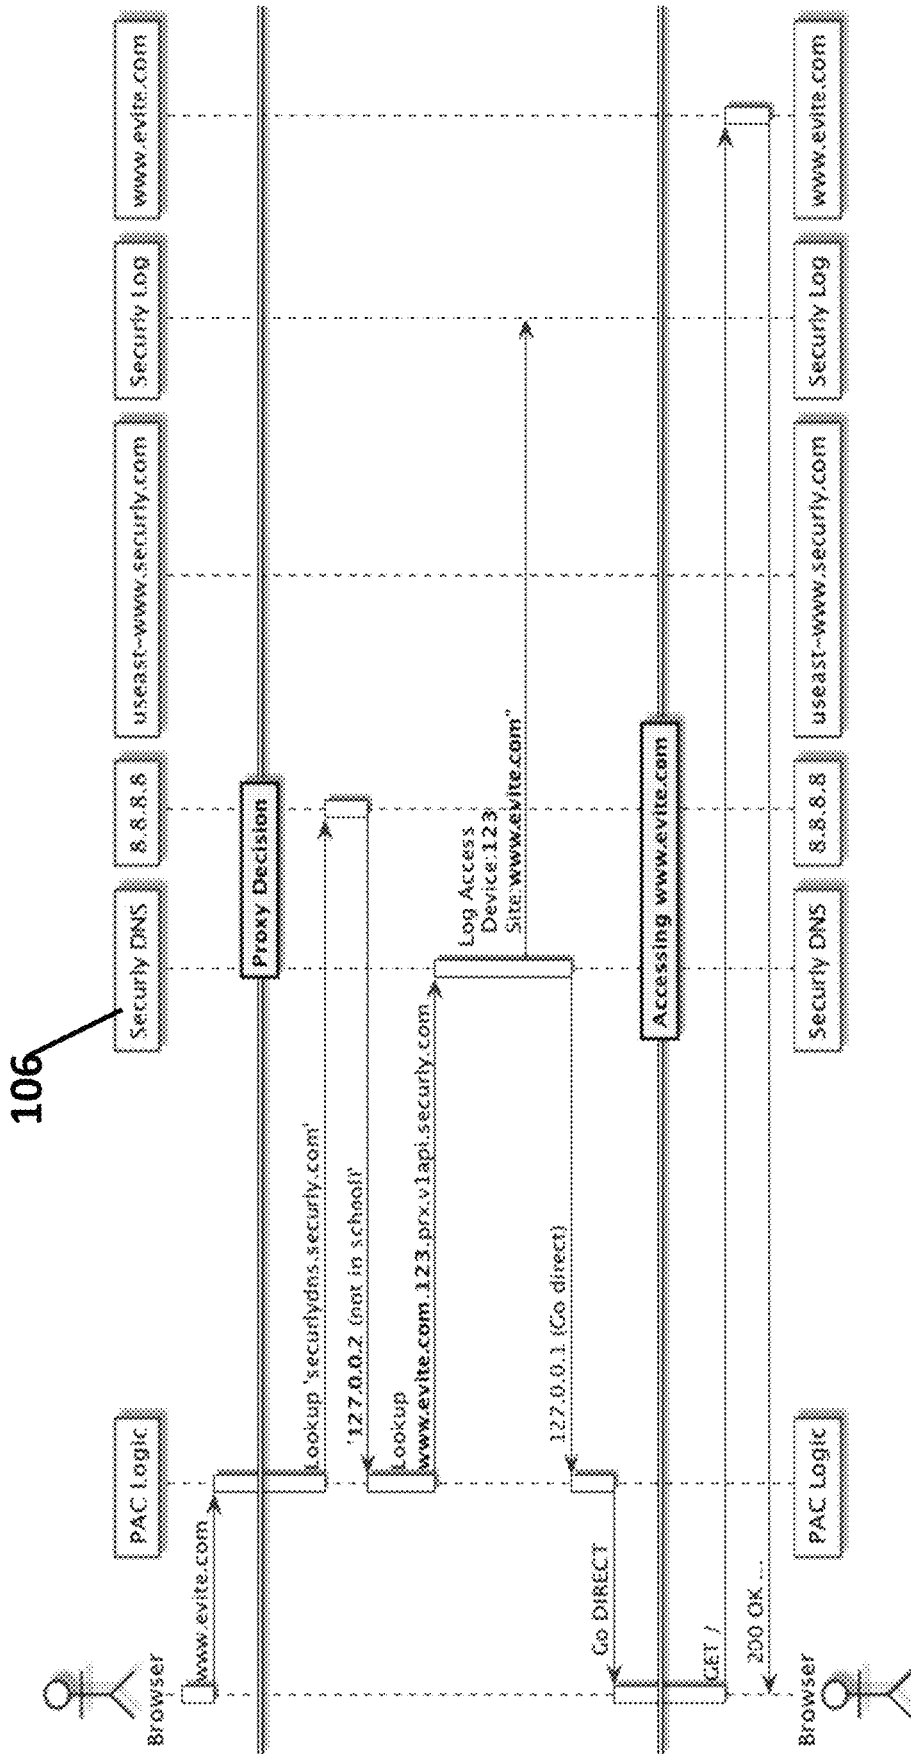 106
Browser
PAC Logic
Securly DNS
8.8.8.8
useast-www.securly.com
Securly Log
www.evite.com
www.evite.com
Proxy Decision
Lookup 'securlydns.securly.com'
'127.0.0.2 (not in school)'
Lookup
www.evite.com.123.prx.v1api.securly.com
Log Access
Device:123
Site:www.evite.com"
127.0.0.1 (Go direct)
Go DIRECT
Accessing www.evite.com
GET /
200 OK ...
Browser
PAC Logic
Securly DNS
8.8.8.8
useast-www.securly.com
Securly Log
www.evite.com